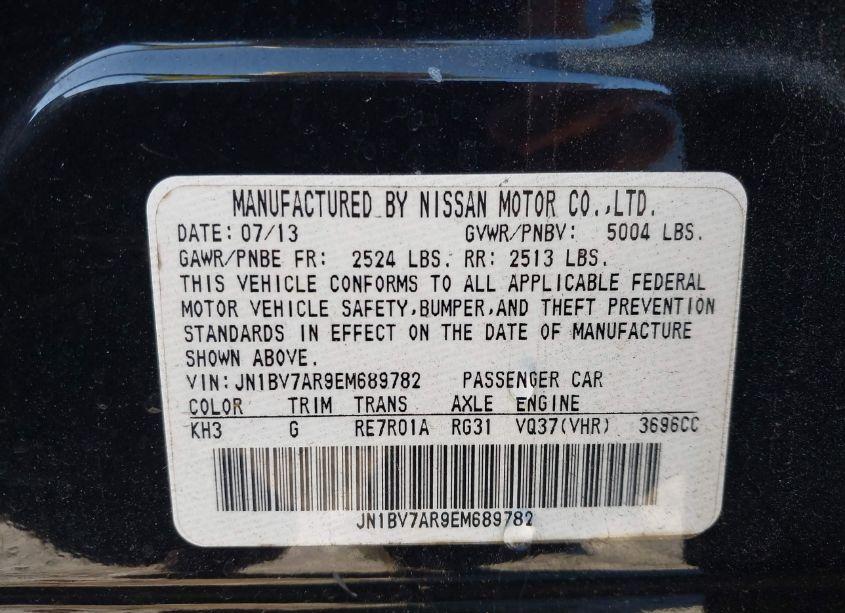 MANUFACTURED BY NISSAN MOTOR CO.,LTD.
DATE: 07/13 GVWR/PNBV: 5004 LBS.
GAWR/PNBE FR: 2524 LBS. RR: 2513 LBS.
THIS VEHICLE CONFORMS TO ALL APPLICABLE FEDERAL
MOTOR VEHICLE SAFETY,BUMPER,AND THEFT PREVENTION
STANDARDS IN EFFECT ON THE DATE OF MANUFACTURE
SHOWN ABOVE.
VIN: JN1BV7AR9EM689782 PASSENGER CAR
COLOR TRIM TRANS AXLE ENGINE
KH3 G RE7R01A RG31 VQ37(VHR) 3696CC
JN1BV7AR9EM689782